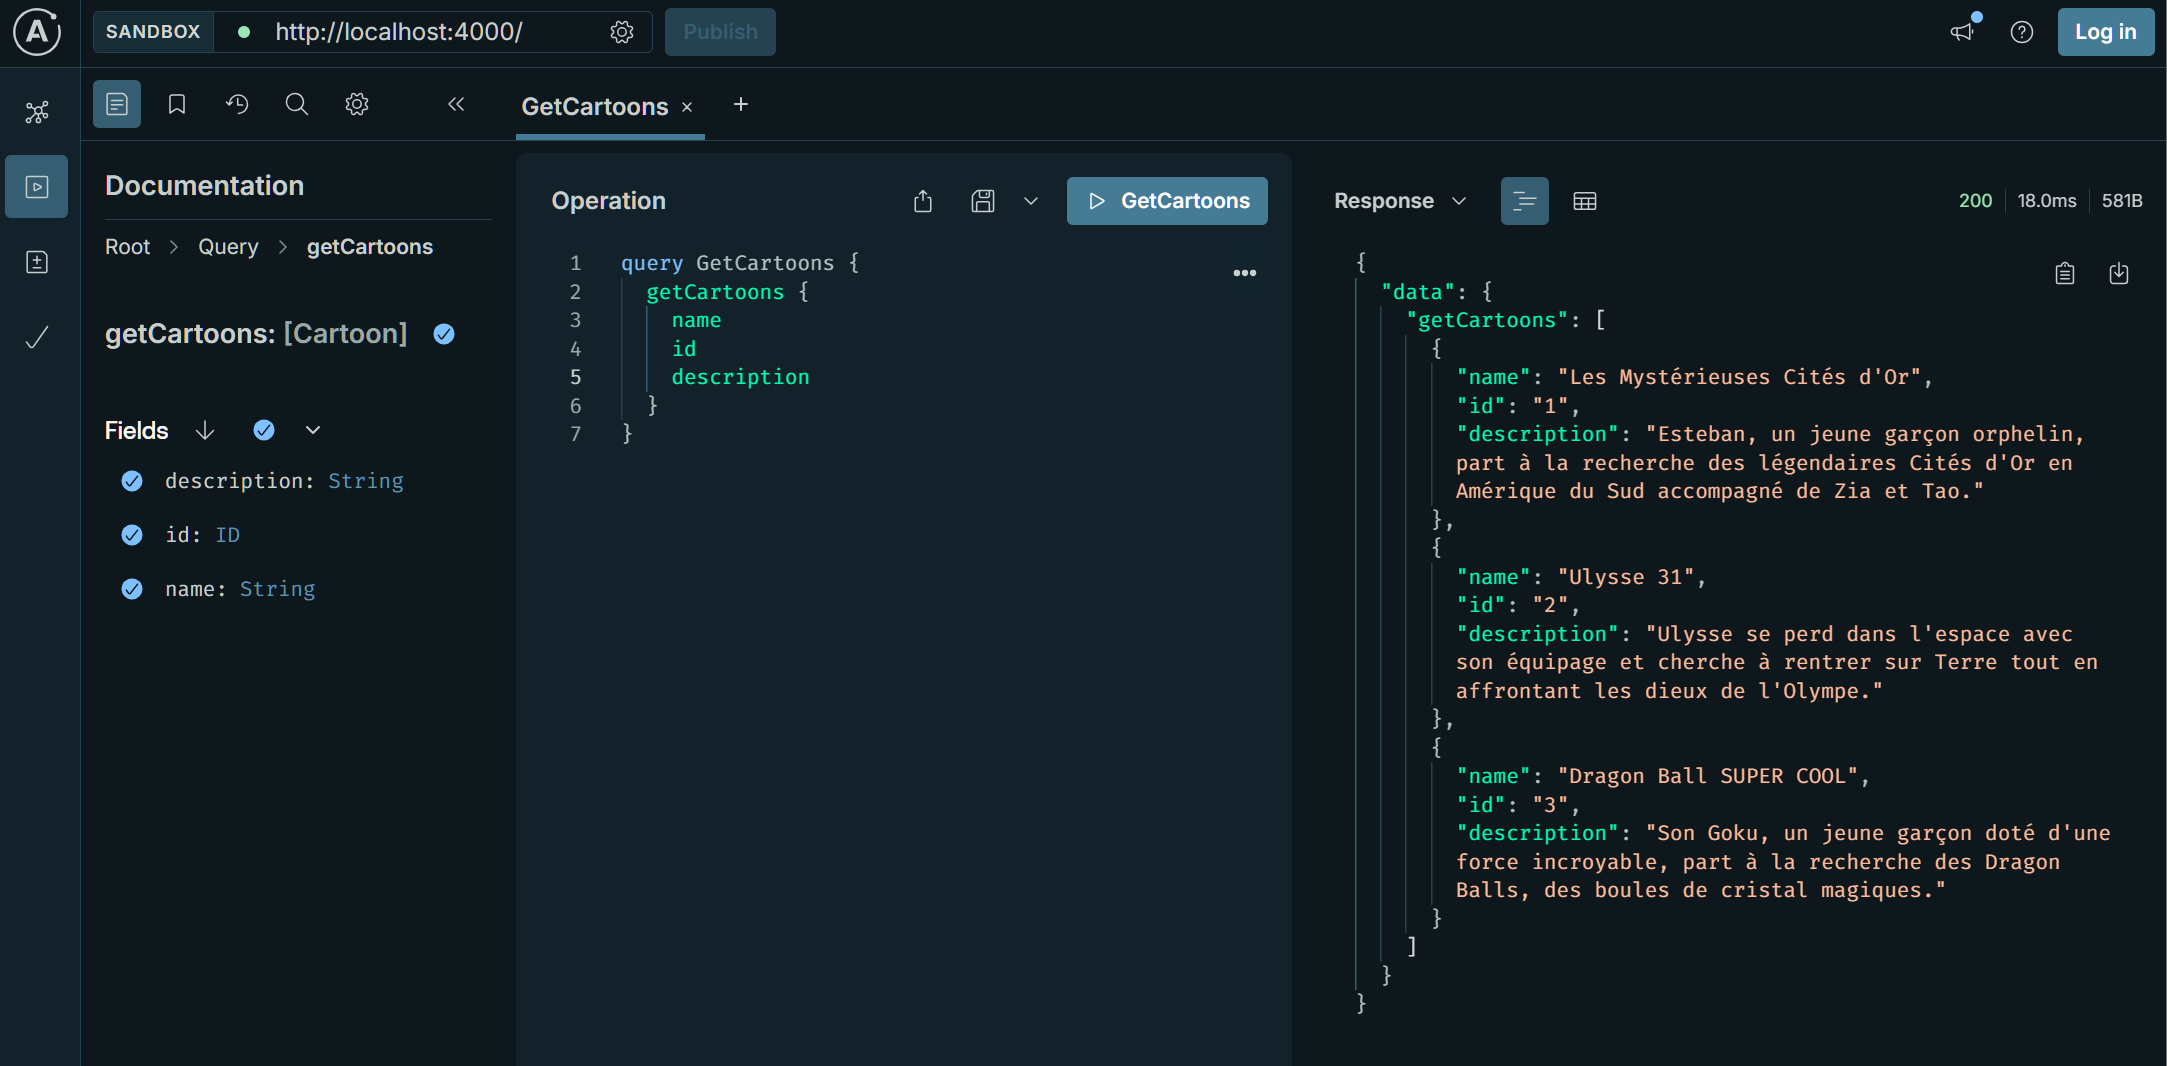 SANDBOX
http://localhost:4000/
Publish
Log in
GetCartoons
Documentation
Root > Query > getCartoons
getCartoons: [Cartoon]
Fields
description: String
id: ID
name: String
Operation
GetCartoons
1 query GetCartoons {
2 getCartoons {
3 name
4 id
5 description
6 }
7 }
Response
200
18.0ms
581B
{
"data": {
"getCartoons": [
{
"name": "Les Mystérieuses Cités d'Or",
"id": "1",
"description": "Esteban, un jeune garçon orphelin,
part à la recherche des légendaires Cités d'Or en
Amérique du Sud accompagné de Zia et Tao."
},
{
"name": "Ulysse 31",
"id": "2",
"description": "Ulysse se perd dans l'espace avec
son équipage et cherche à rentrer sur Terre tout en
affrontant les dieux de l'Olympe."
},
{
"name": "Dragon Ball SUPER COOL",
"id": "3",
"description": "Son Goku, un jeune garçon doté d'une
force incroyable, part à la recherche des Dragon
Balls, des boules de cristal magiques."
}
]
}
}